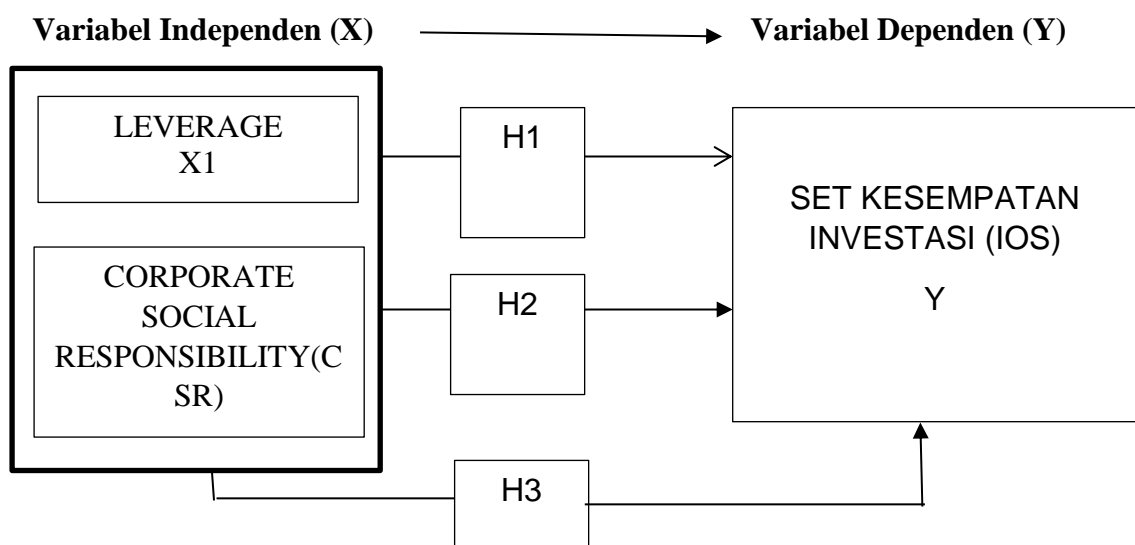 Variabel Independen (X)
Variabel Dependen (Y)
LEVERAGE
X1
H1
SET KESEMPATAN
INVESTASI (IOS)
Y
CORPORATE
SOCIAL
RESPONSIBILITY(C
SR)
H2
H3